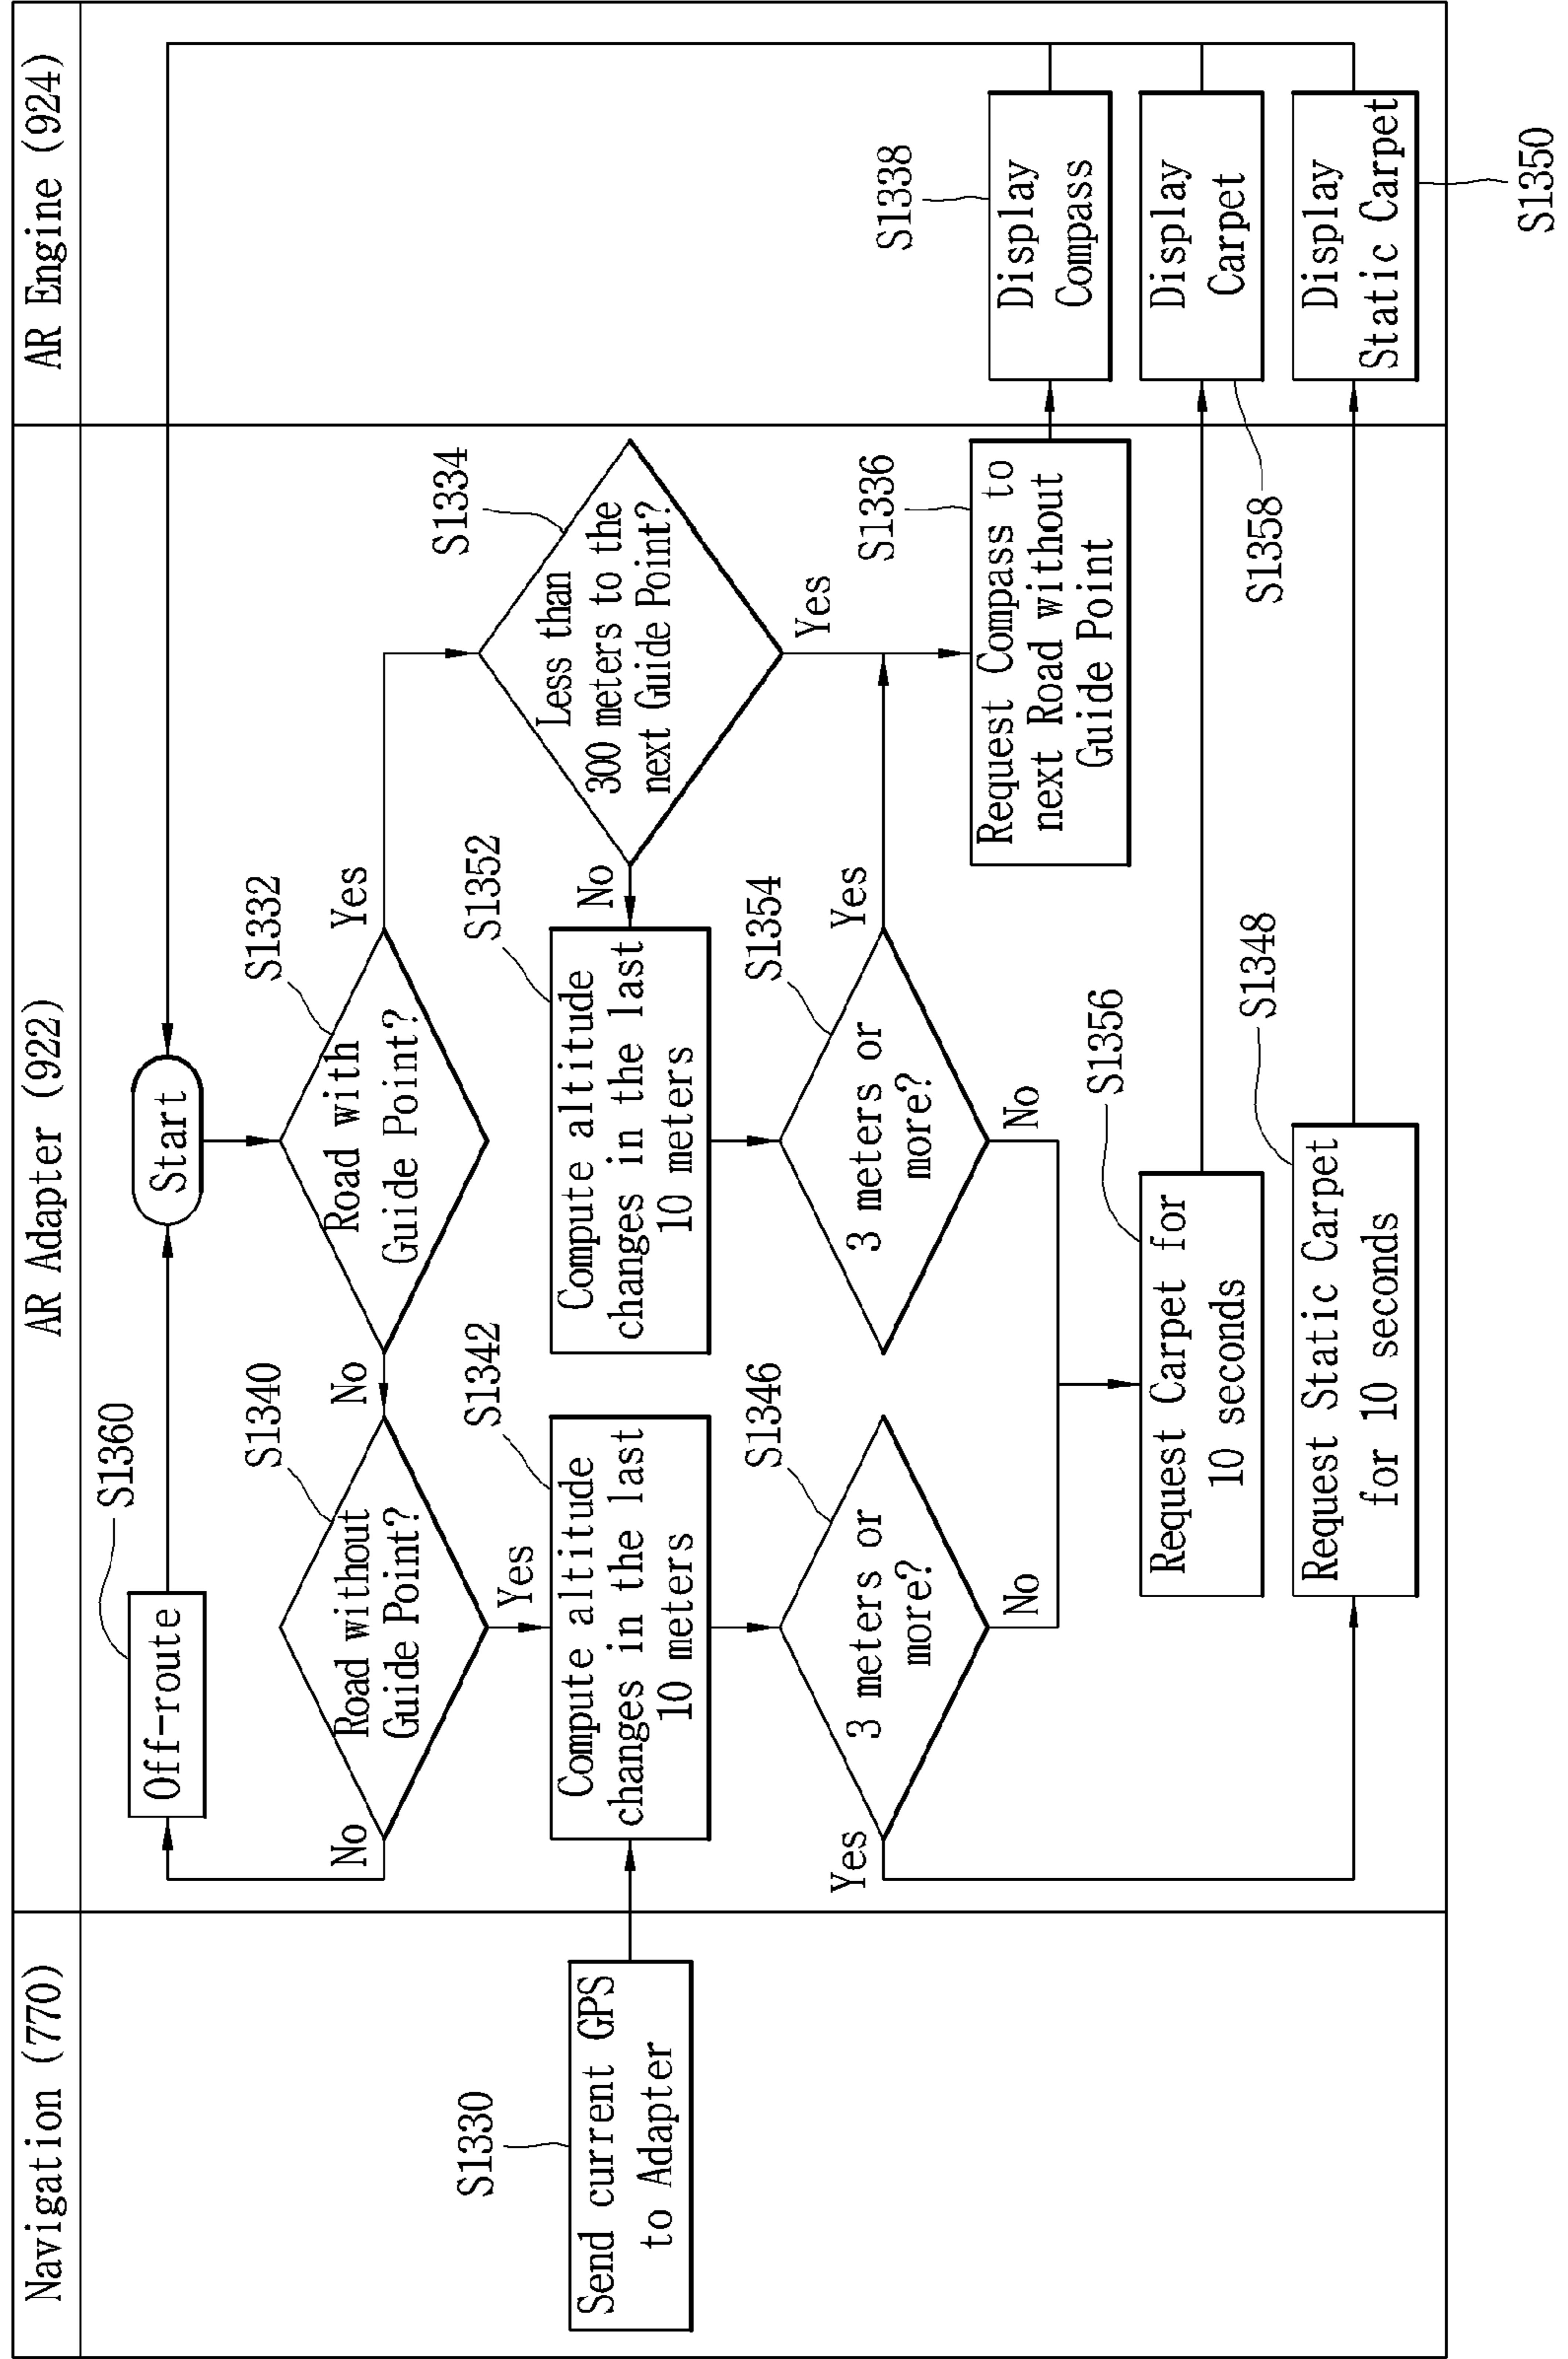 Navigation (770)
AR Adapter (922)
AR Engine (924)
S1360
Off-route
Start
S1340
S1332
No
Road without
Guide Point?
No
Road with
Guide Point?
Yes
S1334
Less than
300 meters to the
next Guide Point?
Yes
S1330
Send current GPS
to Adapter
S1342
Yes
Compute altitude
changes in the last
10 meters
S1352
No
Compute altitude
changes in the last
10 meters
S1346
Yes
3 meters or
more?
No
S1354
3 meters or
more?
Yes
No
S1336
Request Compass to
next Road without
Guide Point
S1338
Display
Compass
S1356
Request Carpet for
10 seconds
S1358
Display
Carpet
S1348
Request Static Carpet
for 10 seconds
Display
Static Carpet
S1350